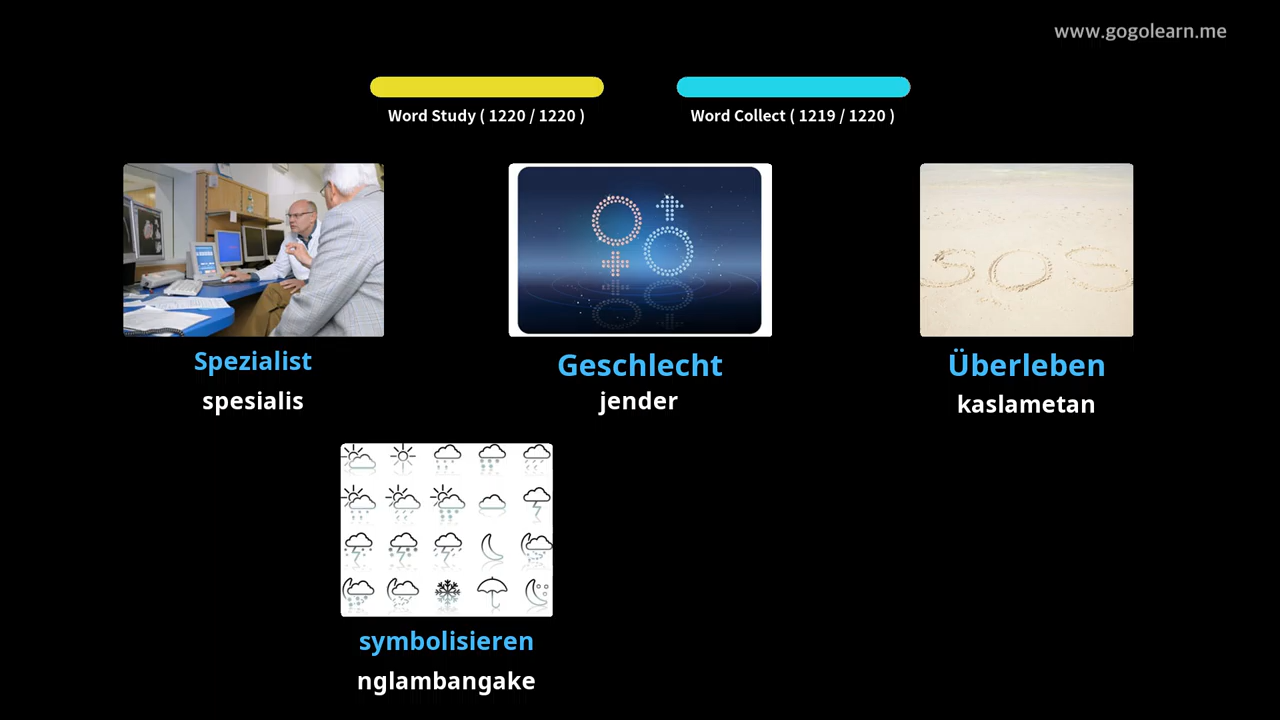 www.gogolearn.me
Word Study ( 1220 / 1220 )
Word Collect ( 1219 / 1220 )
SOS
Spezialist
spesialis
Geschlecht
jender
Überleben
kaslametan
symbolisieren
nglambangake